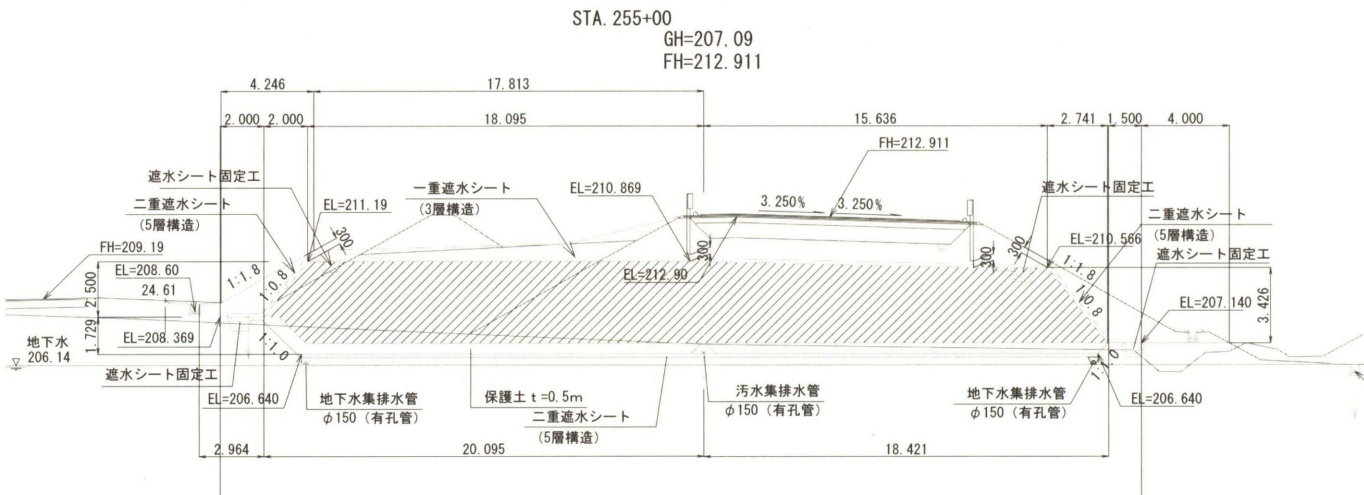 STA. 255+00
GH=207.09
FH=212.911
4.246
17.813
2.000
2.000
18.095
15.636
2.741
1.500
4.000
FH=212.911
遮水シート固定工
一重遮水シート
(3層構造)
EL=210.869
3.250%
3.250%
遮水シート固定工
二重遮水シート
(5層構造)
EL=211.19
二重遮水シート
(5層構造)
300
300
300
300
EL=210.566
遮水シート固定工
FH=209.19
1:1.8
1:0.8
EL=208.60
EL=212.90
1:1.8
1:0.8
24.61
2.500
EL=207.140
3.426
1.729
EL=208.369
地下水
206.14
1:1.0
1:1.0
遮水シート固定工
EL=206.640
地下水集排水管
φ150 (有孔管)
保護土 t=0.5m
二重遮水シート
(5層構造)
汚水集排水管
φ150 (有孔管)
地下水集排水管
φ150 (有孔管)
EL=206.640
2.964
20.095
18.421